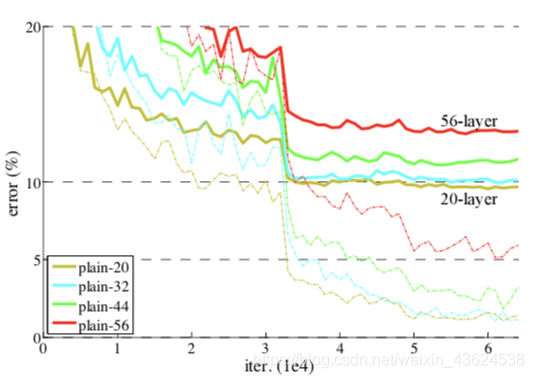 20
10
5
0
error (%)
56-layer
20-layer
plain-20
plain-32
plain-44
plain-56
0 1 2 3 4 5 6
iter. (1e4)
https://blog.csdn.net/weixin_43624538